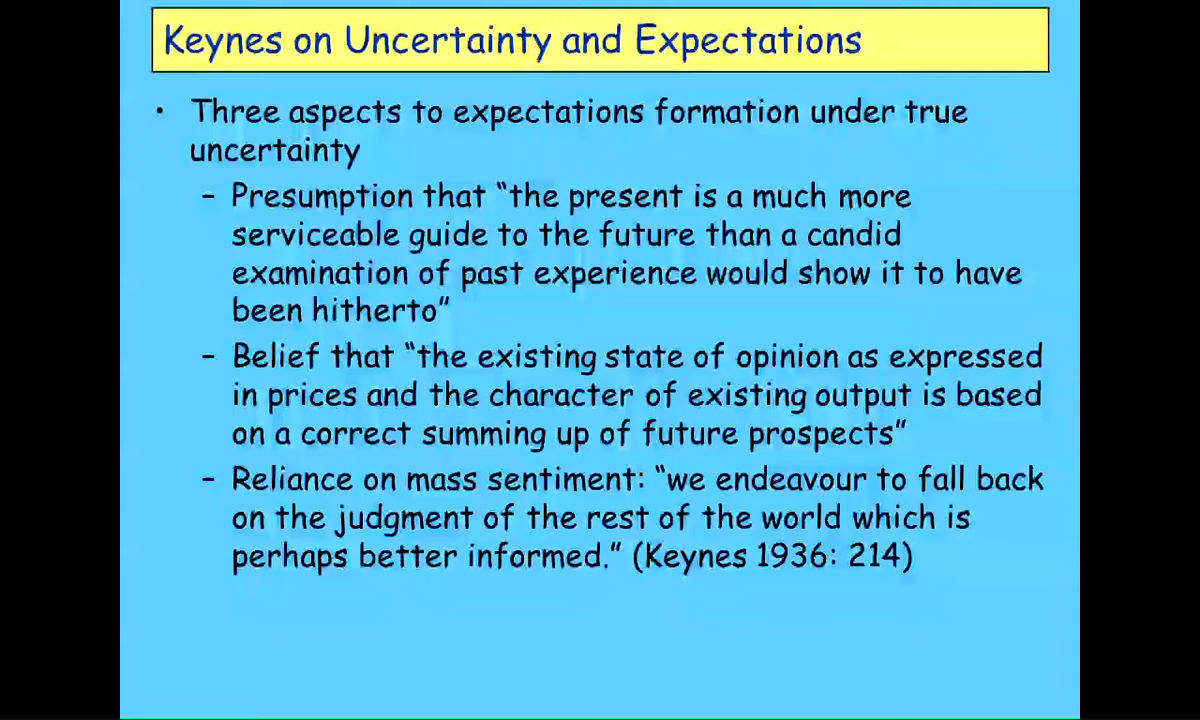 Keynes on Uncertainty and Expectations
• Three aspects to expectations formation under true
uncertainty
– Presumption that “the present is a much more
serviceable guide to the future than a candid
examination of past experience would show it to have
been hitherto”
– Belief that “the existing state of opinion as expressed
in prices and the character of existing output is based
on a correct summing up of future prospects”
– Reliance on mass sentiment: “we endeavour to fall back
on the judgment of the rest of the world which is
perhaps better informed.” (Keynes 1936: 214)